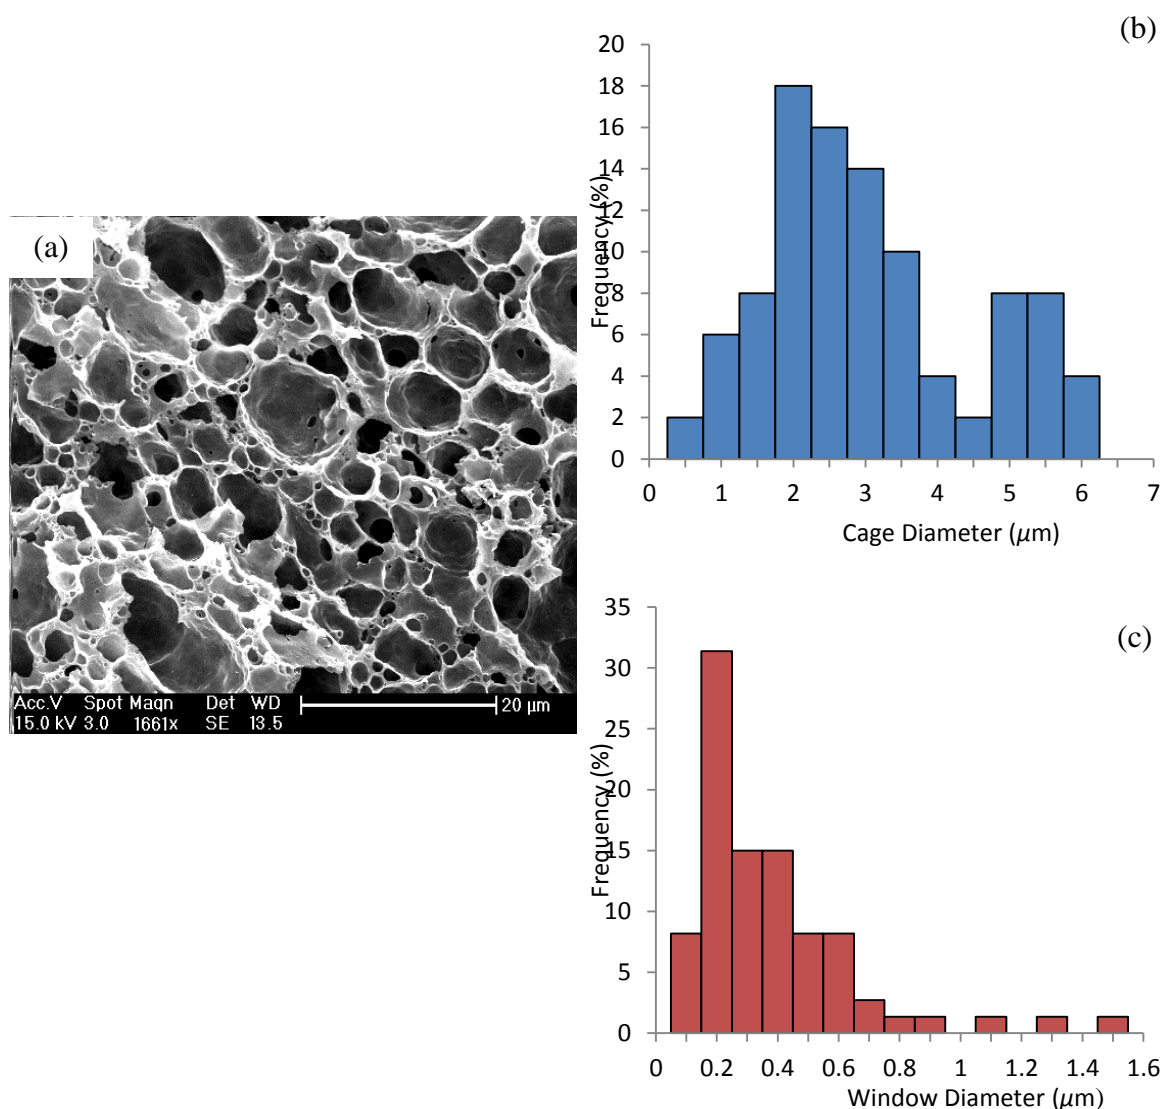 (a)
Acc.V Spot Magn Det WD
15.0 kV 3.0 1661x SE 13.5
20 µm
(b)
20
18
16
14
12
10
8
6
4
2
0
Frequency (%)
0 1 2 3 4 5 6 7
Cage Diameter (µm)
(c)
35
30
25
20
15
10
5
0
Frequency (%)
0 0.2 0.4 0.6 0.8 1 1.2 1.4 1.6
Window Diameter (µm)